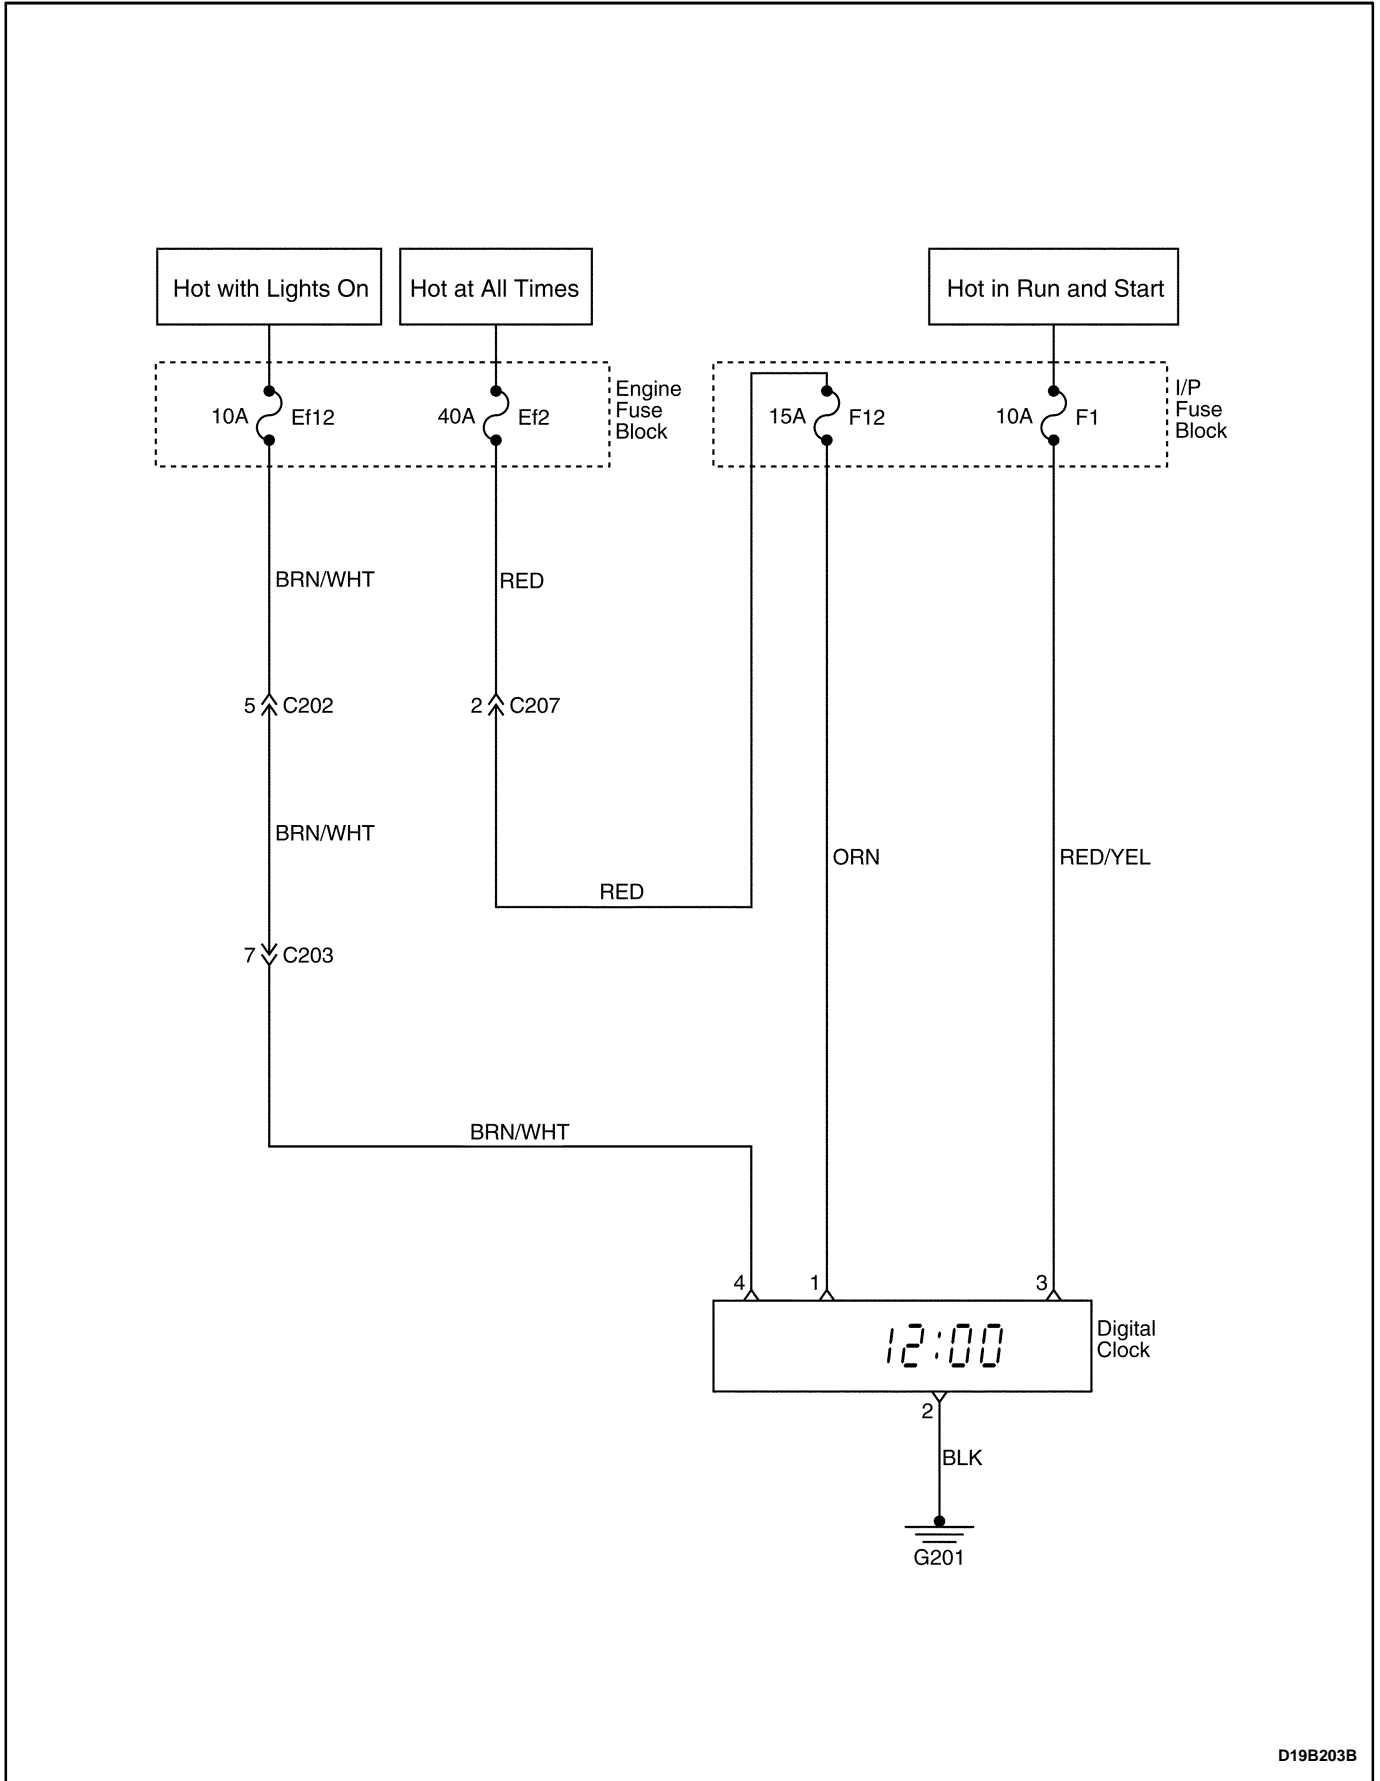 Hot with Lights On
Hot at All Times
Hot in Run and Start
10A
Ef12
40A
Ef2
Engine
Fuse
Block
15A
F12
10A
F1
I/P
Fuse
Block
BRN/WHT
RED
5
C202
2
C207
BRN/WHT
ORN
RED/YEL
RED
7
C203
BRN/WHT
4
1
3
12:00
Digital
Clock
2
BLK
G201
D19B203B